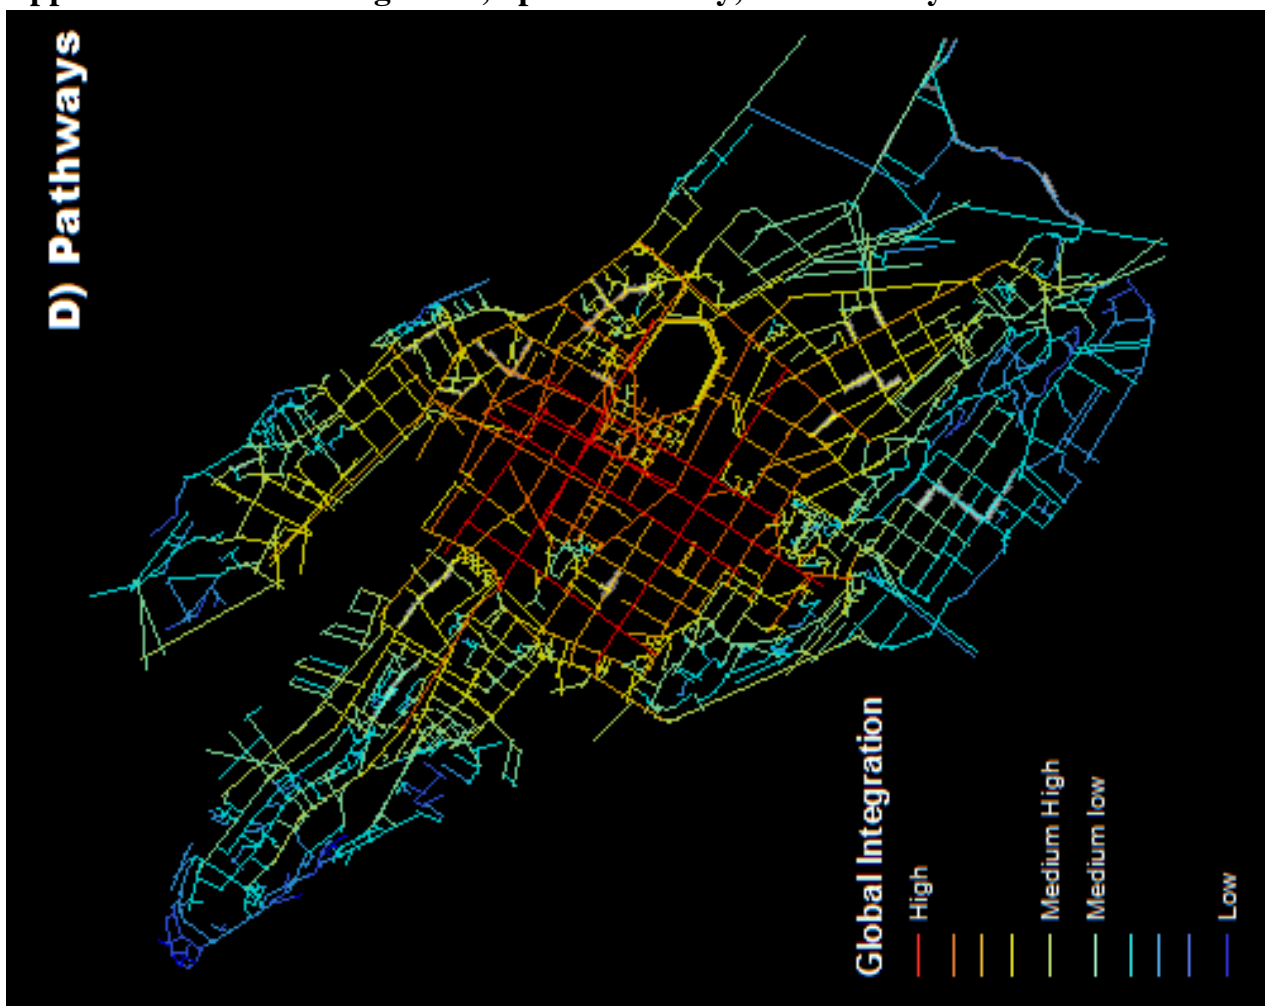 D) Pathways
Global Integration
High
Medium High
Medium low
Low